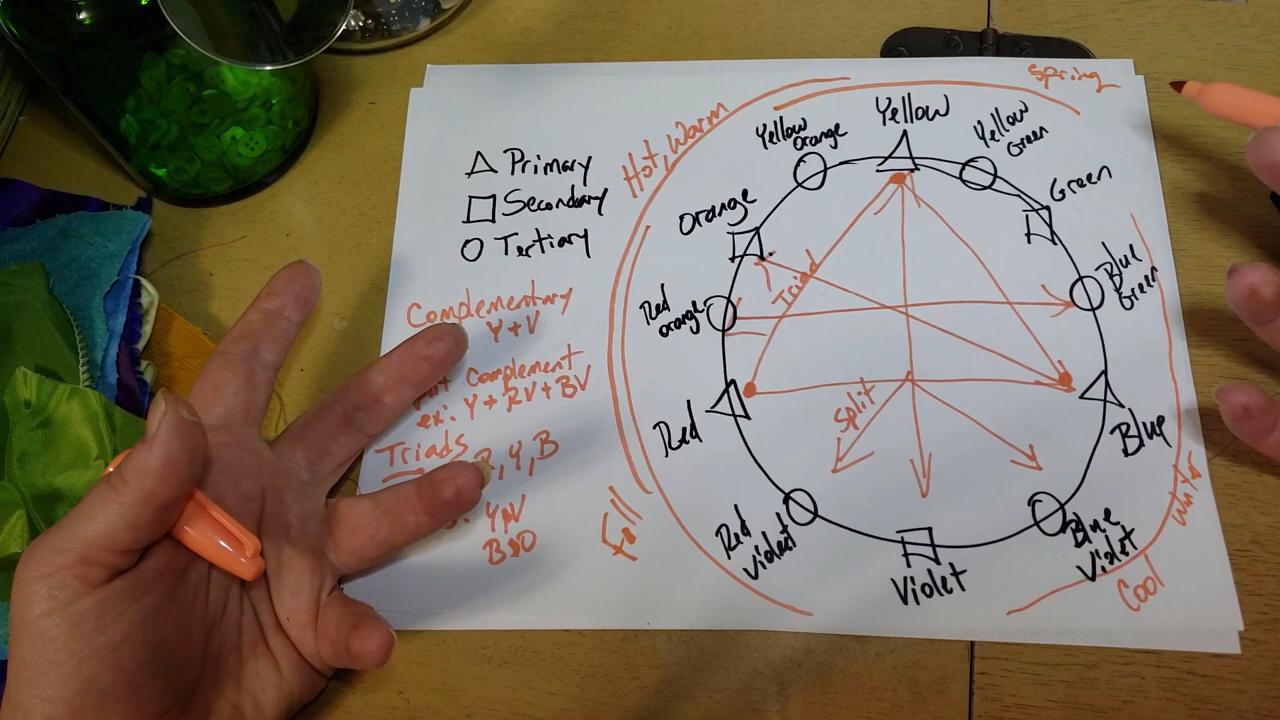 Primary
Secondary
Tertiary
Complementary
Y+V
Complement
ex: Y+RV+BV
Triads
Y, B
B&O
Hot, Warm
Spring
Fall
Winter
Cool
Yellow
Yellow
Green
Green
Blue
Green
Blue
Blue
Violet
Violet
Red
Violet
Red
Red
orange
Orange
Yellow
Orange
Triad
Split